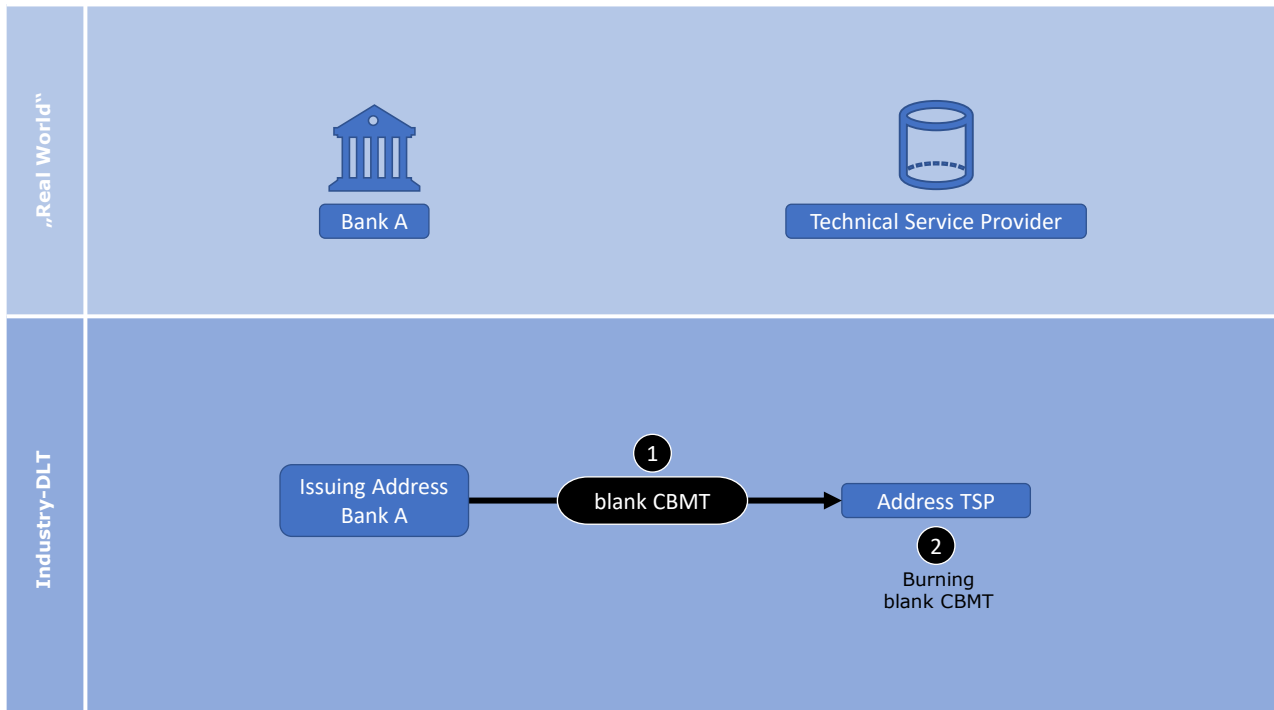 „Real World“
Bank A
Technical Service Provider
Industry-DLT
1
Issuing Address
Bank A
blank CBMT
Address TSP
2
Burning
blank CBMT